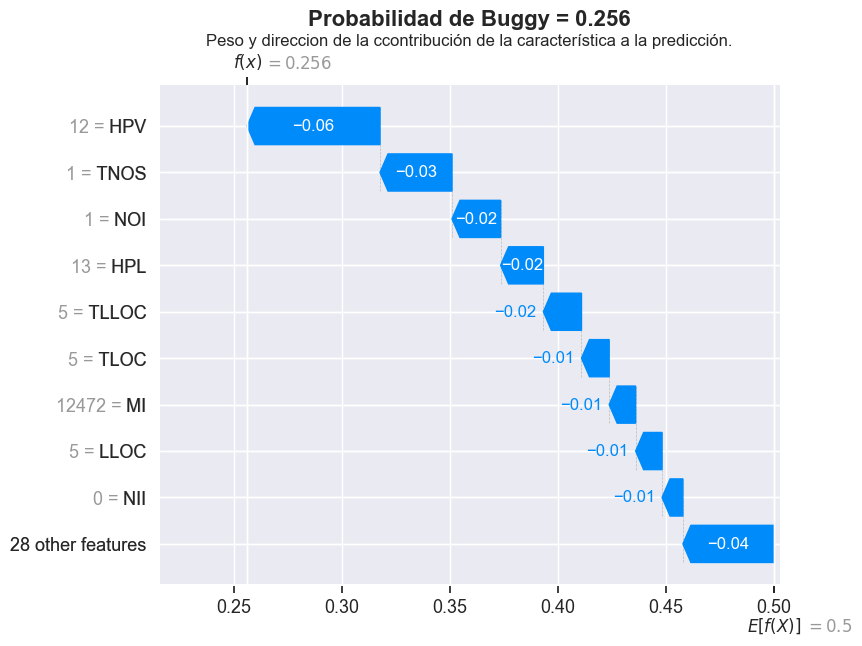 Probabilidad de Buggy = 0.256
Peso y direccion de la ccontribución de la característica a la predicción.
f(x) = 0.256
12 = HPV −0.06
1 = TNOS −0.03
1 = NOI −0.02
13 = HPL −0.02
5 = TLLOC −0.02
5 = TLOC −0.01
12472 = MI −0.01
5 = LLOC −0.01
0 = NII −0.01
28 other features −0.04
0.25 0.30 0.35 0.40 0.45 0.50
E[f(X)] = 0.5